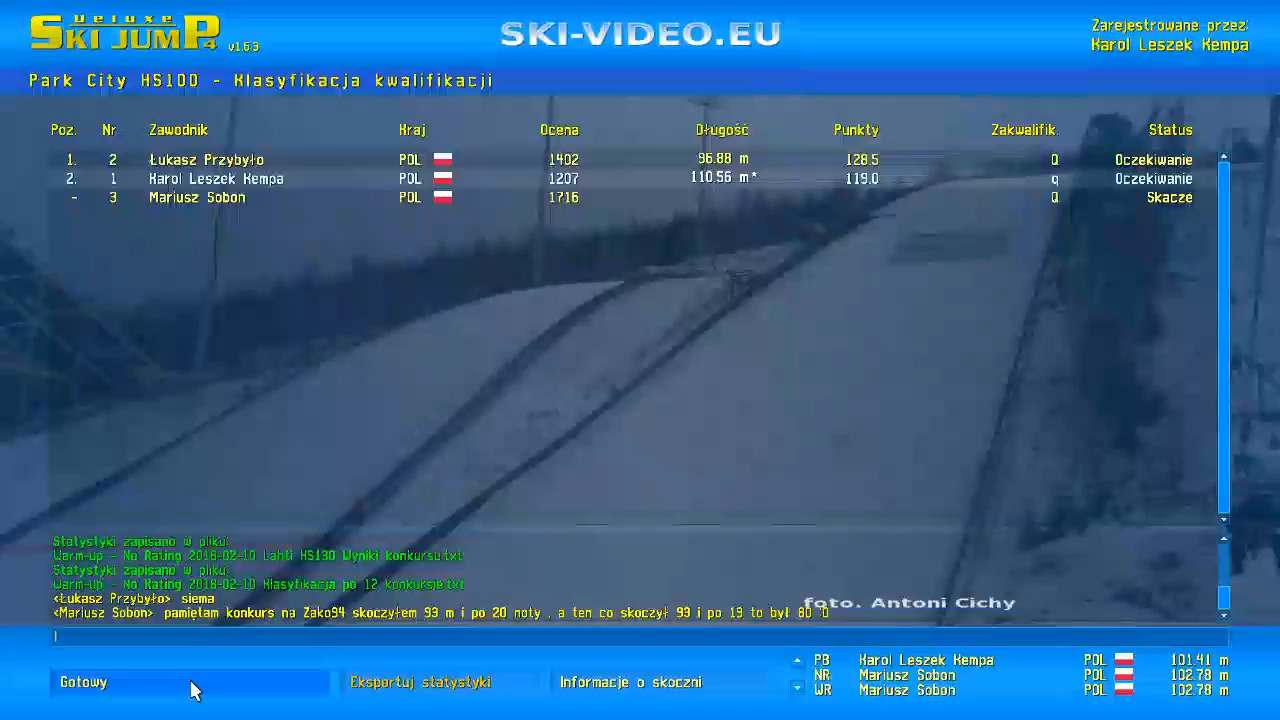 Deluxe
SKI JUMP 4 v1.6.3
SKI-VIDEO.EU
Zarejestrowane przez:
Karol Leszek Kempa
Park City HS100 - Klasyfikacja kwalifikacji
Poz. Nr Zawodnik Kraj Ocena Długość Punkty Zakwalifik. Status
1. 2 Łukasz Przybyło POL 1402 96.88 m 128.5 Q Oczekiwanie
2. 1 Karol Leszek Kempa POL 1207 110.56 m* 119.0 q Oczekiwanie
- 3 Mariusz Sobon POL 1716 Q Skacze
Statystyki zapisano w pliku:
Warm-up - No Rating 2018-02-10 Lahti HS130 Wyniki konkursu.txt
Statystyki zapisano w pliku:
Warm-up - No Rating 2018-02-10 Klasyfikacja po 12 konkursie.txt
<Łukasz Przybyło> siema
<Mariusz Sobon> pamiętam konkurs na Zako94 skoczyłem 93 m i po 20 noty , a ten co skoczył 99 i po 19 to był 80 %
foto. Antoni Cichy
Gotowy Eksportuj statystyki Informacje o skoczni
PB Karol Leszek Kempa POL 101.41 m
NR Mariusz Sobon POL 102.78 m
WR Mariusz Sobon POL 102.78 m